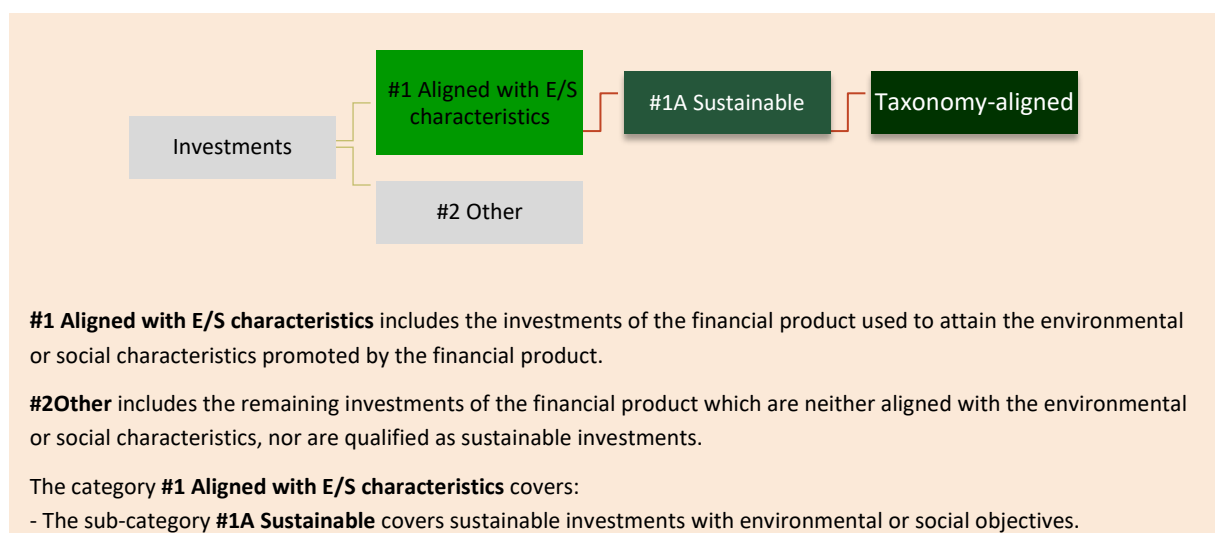 #1 Aligned with E/S
characteristics
#1A Sustainable
Taxonomy-aligned
Investments
#2 Other
#1 Aligned with E/S characteristics includes the investments of the financial product used to attain the environmental
or social characteristics promoted by the financial product.
#2Other includes the remaining investments of the financial product which are neither aligned with the environmental
or social characteristics, nor are qualified as sustainable investments.
The category #1 Aligned with E/S characteristics covers:
- The sub-category #1A Sustainable covers sustainable investments with environmental or social objectives.